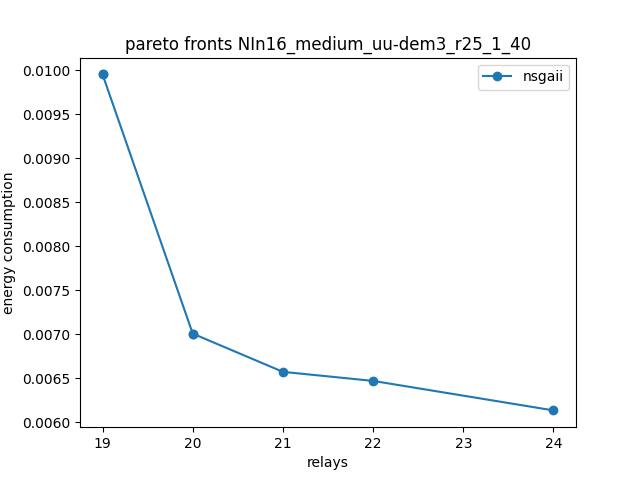 pareto fronts NIn16_medium_uu-dem3_r25_1_40
nsgaii
energy consumption
0.0100
0.0095
0.0090
0.0085
0.0080
0.0075
0.0070
0.0065
0.0060
19 20 21 22 23 24
relays